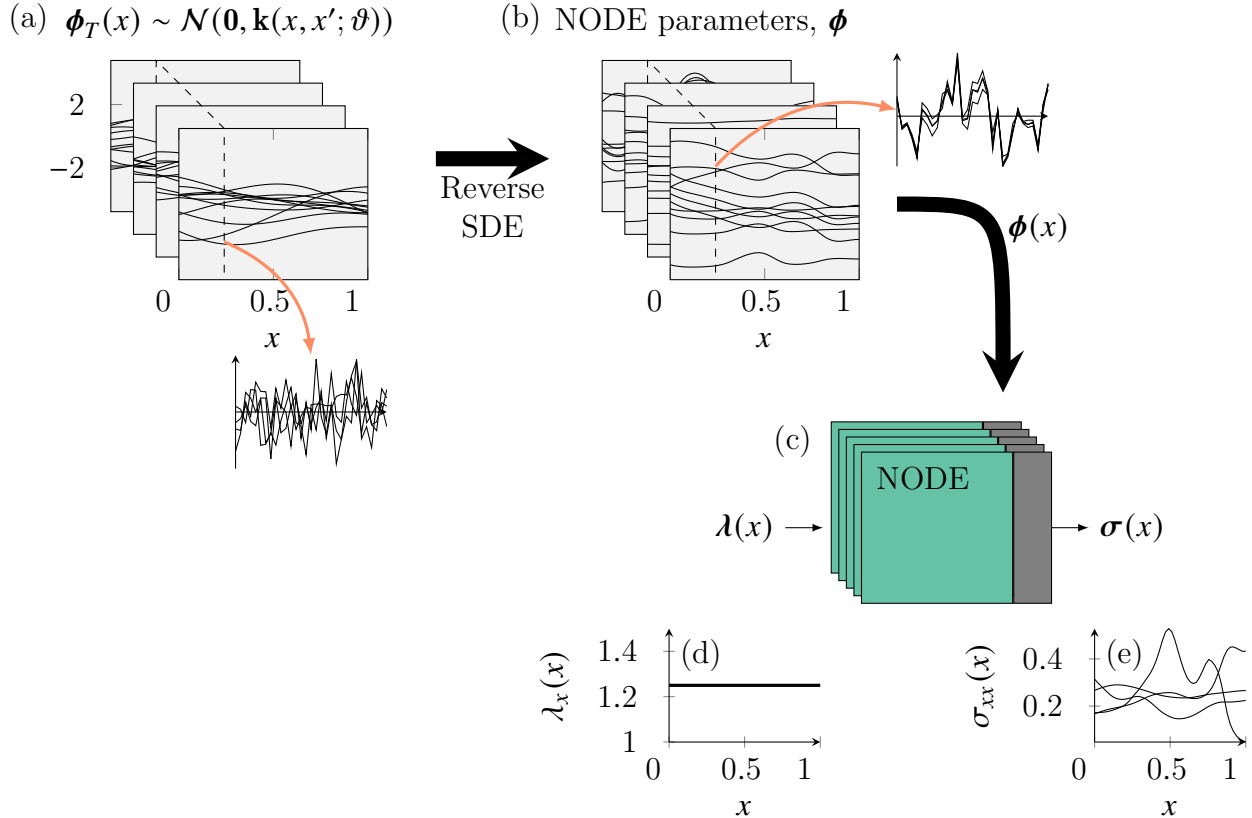 (a) ϕ_T(x) ∼ 𝒩(0, k(x, x′; ϑ))
2
−2
0 0.5 1
x
Reverse
SDE
(b) NODE parameters, ϕ
0 0.5 1
x
ϕ(x)
(c)
NODE
λ(x)
σ(x)
(d)
λ_x(x)
1.4
1.2
1
0 0.5 1
x
(e)
σ_xx(x)
0.4
0.2
0 0.5 1
x